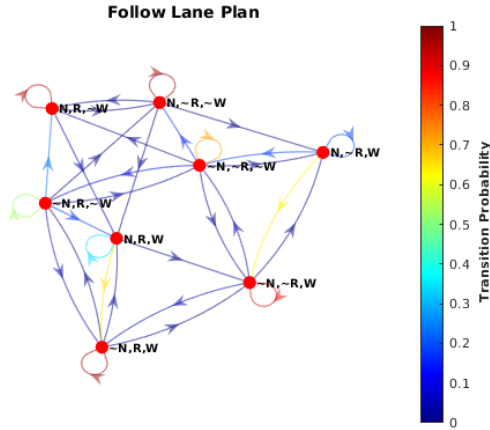 Follow Lane Plan
N,R,~W
N,~R,~W
N,~R,W
~N,~R,~W
~N,R,~W
N,R,W
~N,~R,W
~N,R,W
1
0.9
0.8
0.7
0.6
0.5
0.4
0.3
0.2
0.1
0
Transition Probability